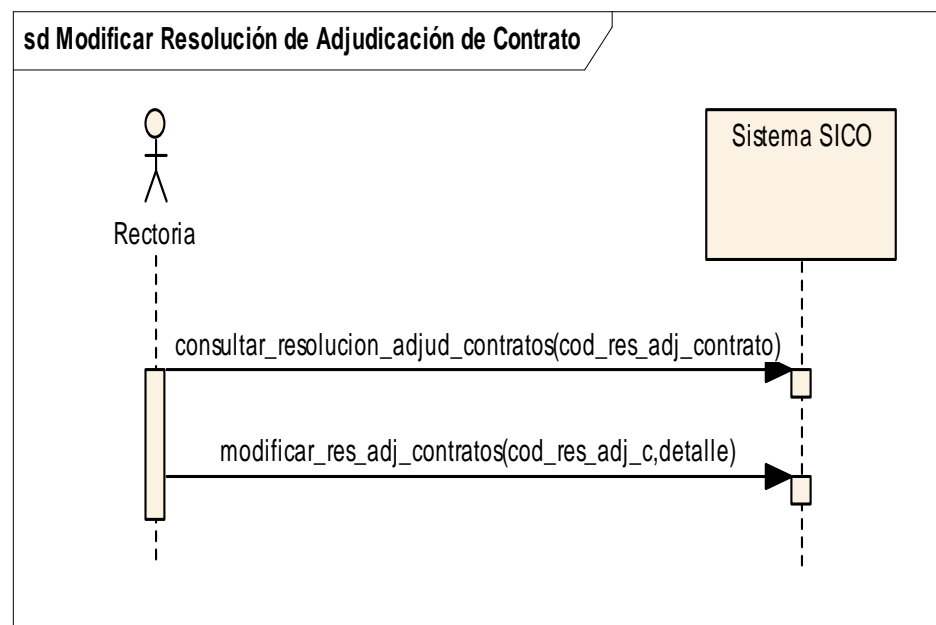 sd Modificar Resolución de Adjudicación de Contrato
Sistema SICO
Rectoria
consultar_resolucion_adjud_contratos(cod_res_adj_contrato)
modificar_res_adj_contratos(cod_res_adj_c,detalle)